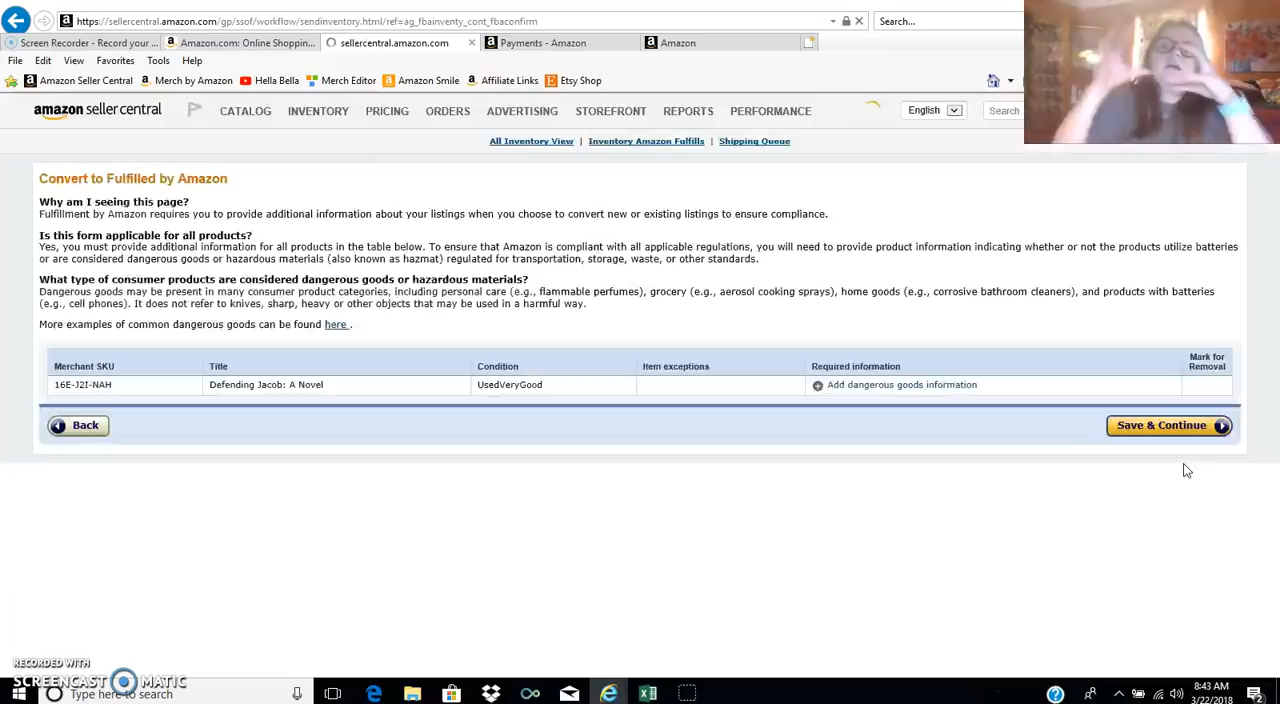 https://sellercentral.amazon.com/gp/ssof/workflow/sendinventory.html/ref=ag_fbainventy_cont_fbaconfirm
Search...
Screen Recorder - Record your ...
Amazon.com: Online Shoppin...
sellercentral.amazon.com
Payments - Amazon
Amazon
File Edit View Favorites Tools Help
Amazon Seller Central Merch by Amazon Hella Bella Merch Editor Amazon Smile Affiliate Links Etsy Shop
amazon seller central CATALOG INVENTORY PRICING ORDERS ADVERTISING STOREFRONT REPORTS PERFORMANCE English Search
All Inventory View | Inventory Amazon Fulfills | Shipping Queue
Convert to Fulfilled by Amazon
Why am I seeing this page?
Fulfillment by Amazon requires you to provide additional information about your listings when you choose to convert new or existing listings to ensure compliance.
Is this form applicable for all products?
Yes, you must provide additional information for all products in the table below. To ensure that Amazon is compliant with all applicable regulations, you will need to provide product information indicating whether or not the products utilize batteries
or are considered dangerous goods or hazardous materials (also known as hazmat) regulated for transportation, storage, waste, or other standards.
What type of consumer products are considered dangerous goods or hazardous materials?
Dangerous goods may be present in many consumer product categories, including personal care (e.g., flammable perfumes), grocery (e.g., aerosol cooking sprays), home goods (e.g., corrosive bathroom cleaners), and products with batteries
(e.g., cell phones). It does not refer to knives, sharp, heavy or other objects that may be used in a harmful way.
More examples of common dangerous goods can be found here .
Merchant SKU Title Condition Item exceptions Required information Mark for Removal
16E-J2I-NAH Defending Jacob: A Novel UsedVeryGood Add dangerous goods information
Back Save & Continue
RECORDED WITH
SCREENCAST MATIC
Type here to search
8:43 AM
3/22/2018
2